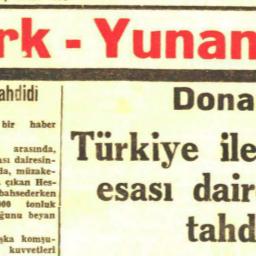 rk - Yunan
ahdidi
bir haber
arasında,
ası dairesin-
da, müzake-
çıkan Hes-
bahsederken
000 tonluk
ğunu beyan
şka komşu-
kuvvetleri
Dona
Türkiye ile
esası dair
tahd